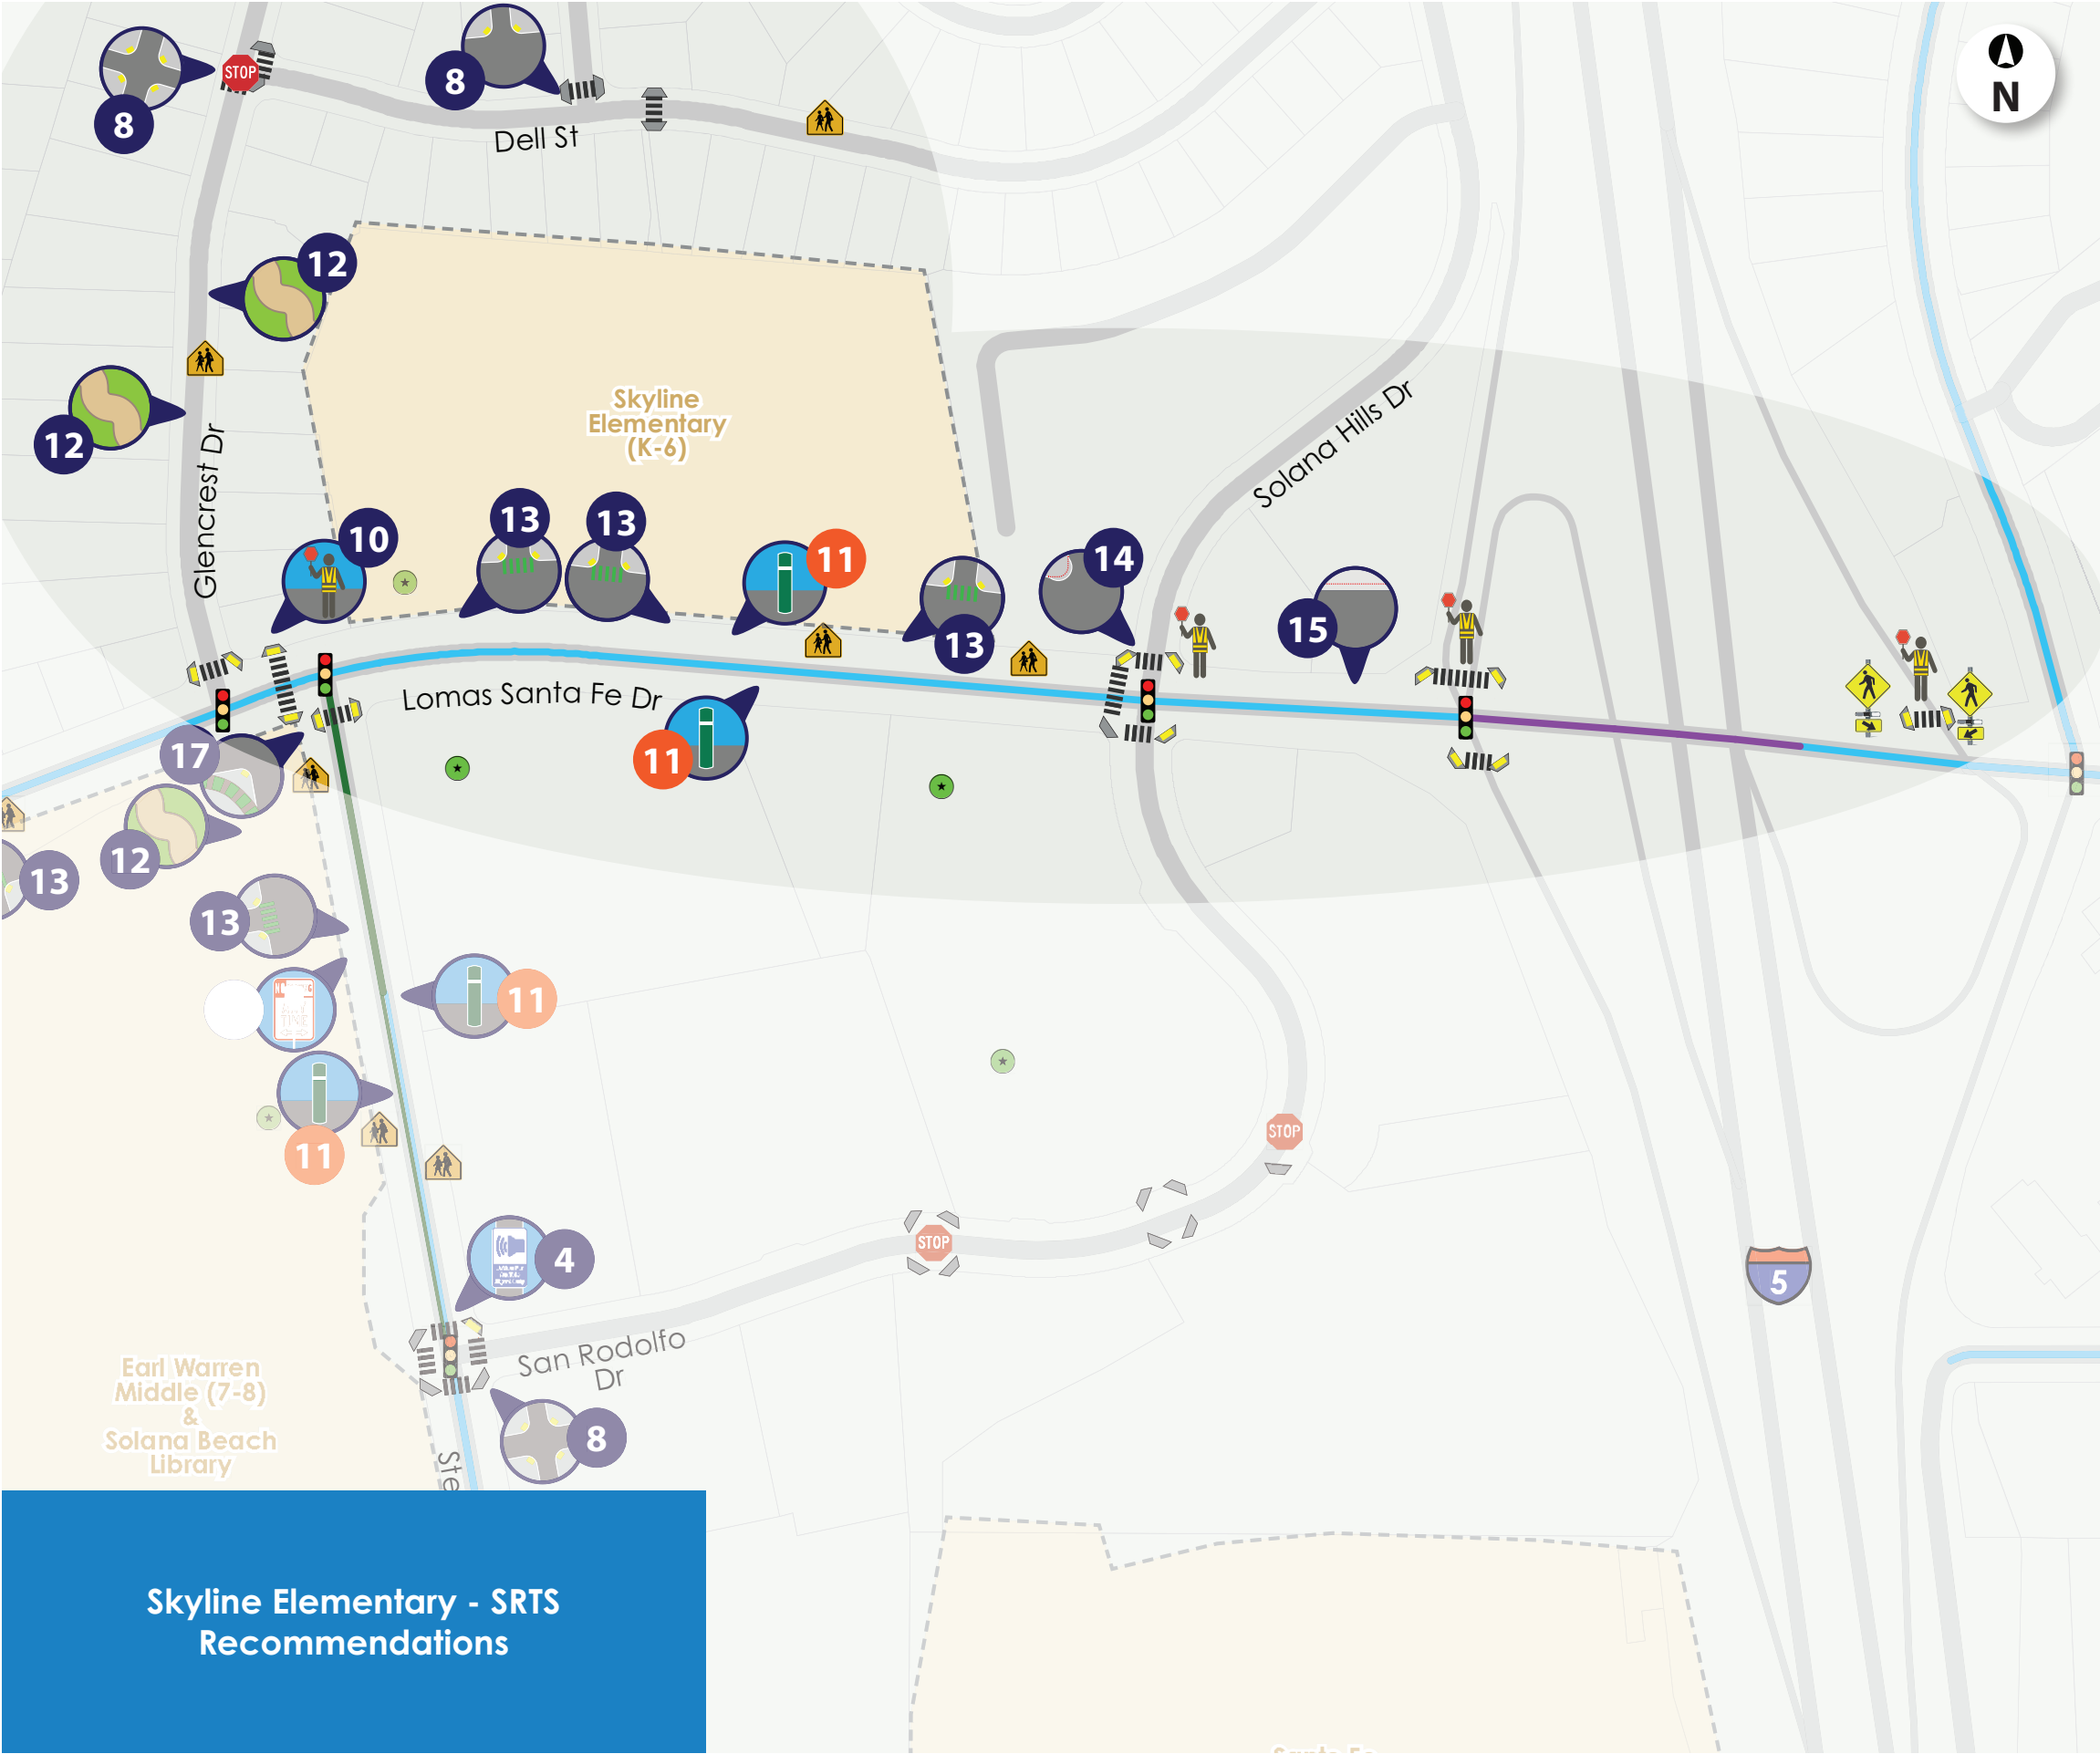 STOP
8
8
N
Dell St
12
12
Skyline
Elementary
(K-6)
Glencrest Dr
Solana Hills Dr
10
13
13
11
13
14
15
Lomas Santa Fe Dr
11
17
12
13
13
11
11
STOP
STOP
4
5
San Rodolfo
Dr
8
Earl Warren
Middle (7-8)
&
Solana Beach
Library
Ste
Skyline Elementary - SRTS
Recommendations